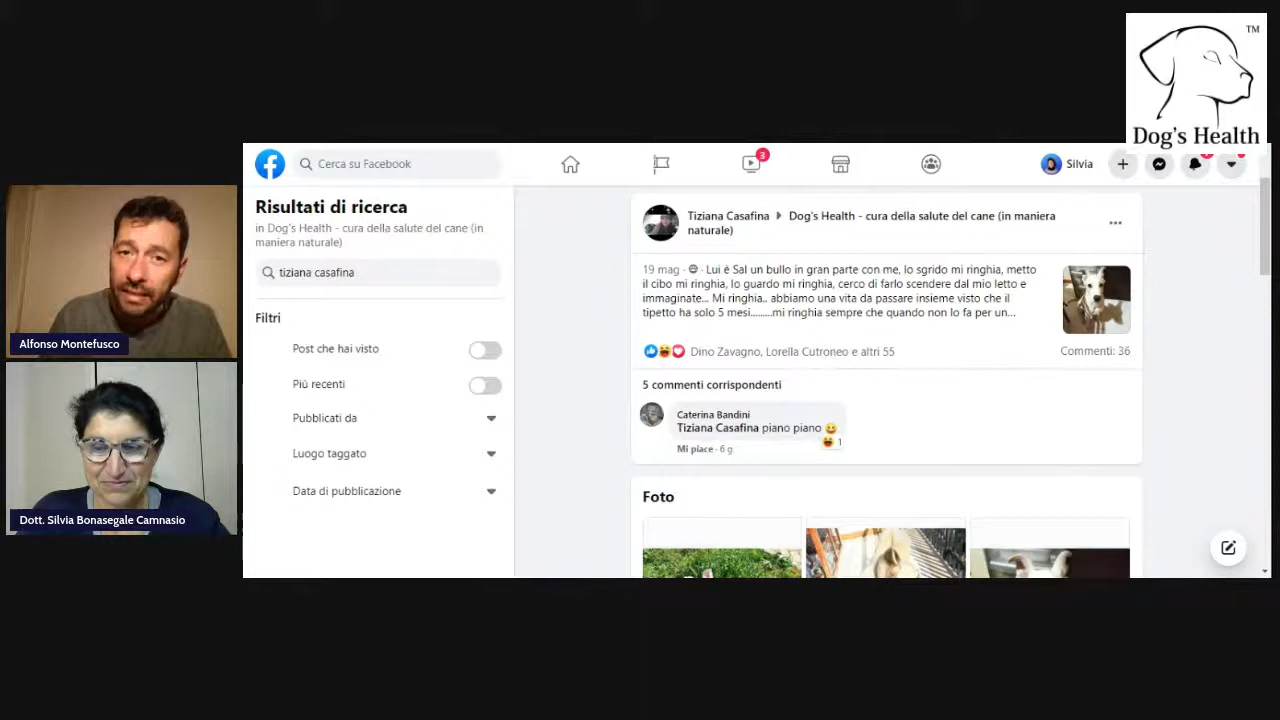 TM
Dog's Health
Cerca su Facebook
3
Silvia
Risultati di ricerca
in Dog's Health - cura della salute del cane (in
maniera naturale)
tiziana casafina
Filtri
Post che hai visto
Più recenti
Pubblicati da
Luogo taggato
Data di pubblicazione
Tiziana Casafina Dog's Health - cura della salute del cane (in maniera
naturale)
19 mag · Lui è Sal un bullo in gran parte con me, lo sgrido mi ringhia, metto
il cibo mi ringhia, lo guardo mi ringhia, cerco di farlo scendere dal mio letto e
immaginate... Mi ringhia.. abbiamo una vita da passare insieme visto che il
tipetto ha solo 5 mesi.........mi ringhia sempre che quando non lo fa per un...
Dino Zavagno, Lorella Cutroneo e altri 55
Commenti: 36
5 commenti corrispondenti
Caterina Bandini
Tiziana Casafina piano piano 😆
1
Mi piace · 6 g
Foto
Alfonso Montefusco
Dott. Silvia Bonasegale Camnasio